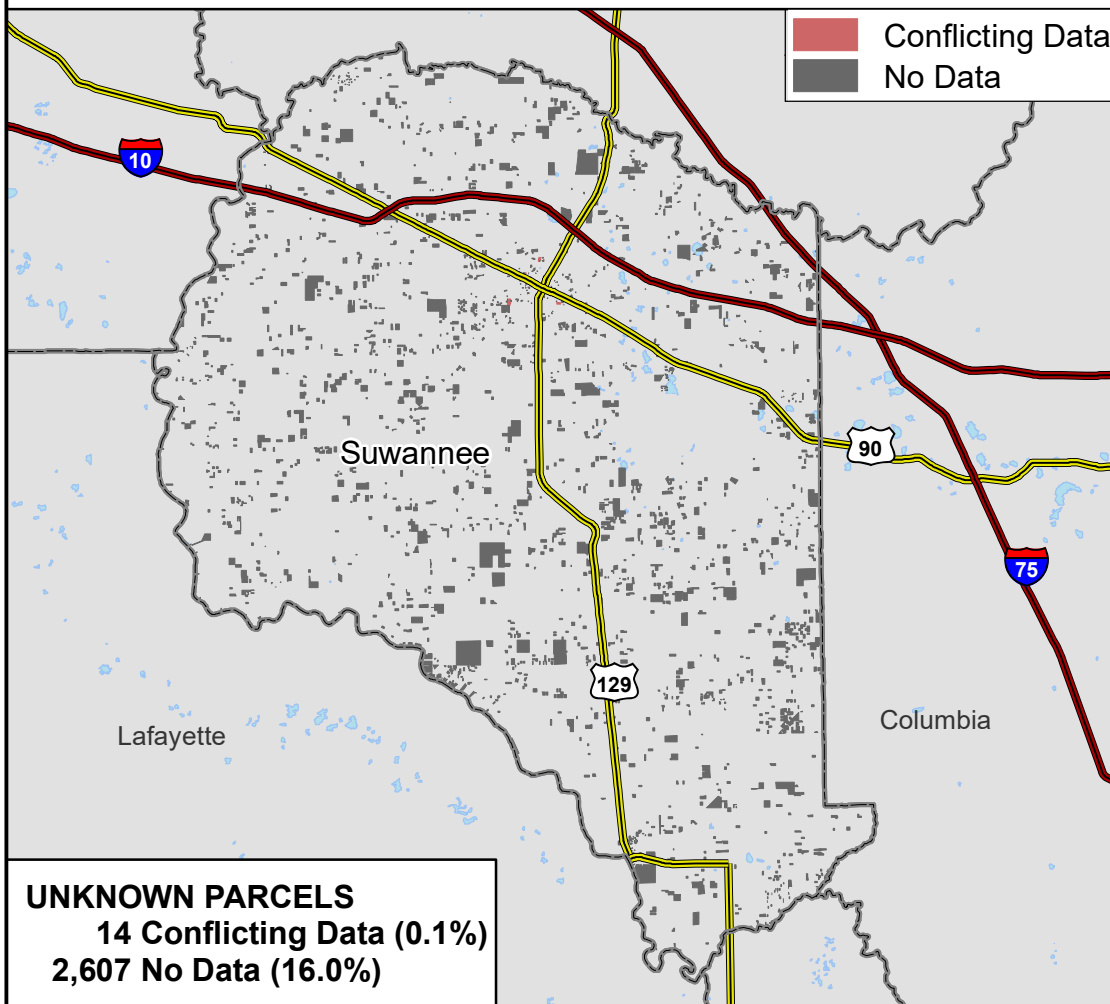 Conflicting Data
No Data
10
Suwannee
90
75
129
Lafayette
Columbia
UNKNOWN PARCELS
14 Conflicting Data (0.1%)
2,607 No Data (16.0%)